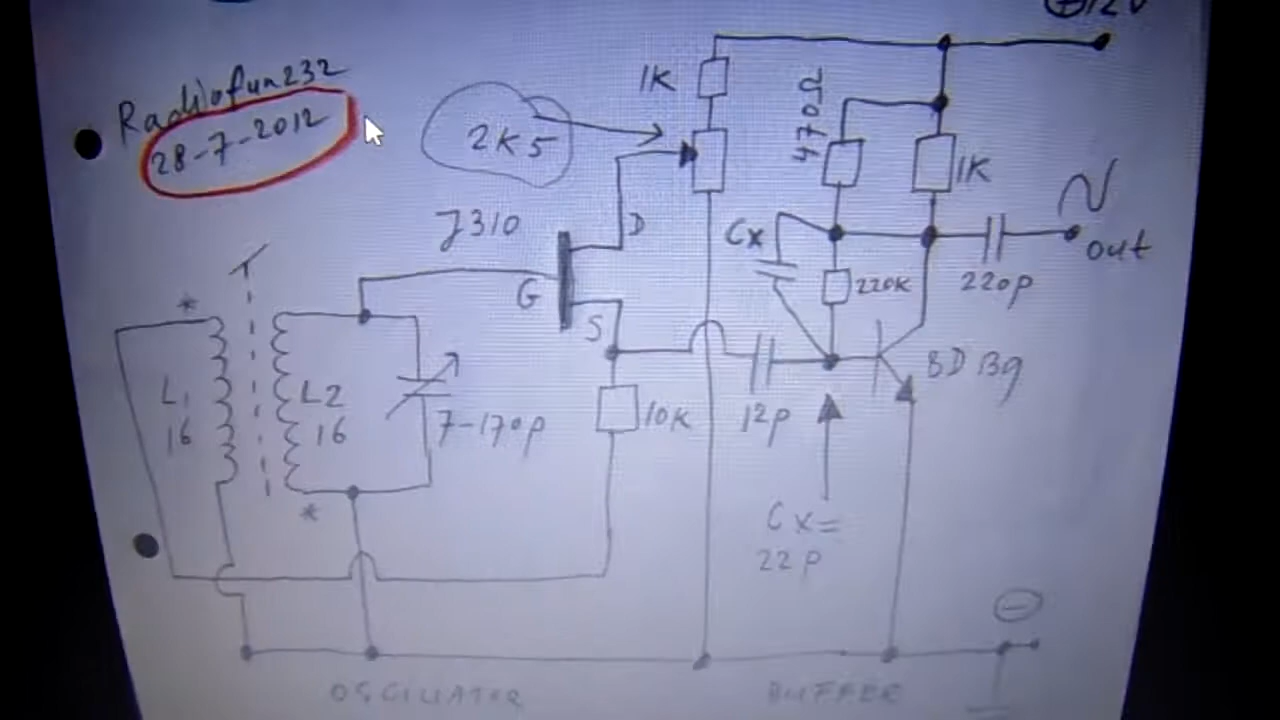 +12V
Radiofun232
28-7-2012
1K
470Ω
2K5
1K
J310
D
Cx
out
G
220K
220p
S
BD139
L1
16
L2
16
7-170p
10K
12p
Cx=
22p
-
OSCILLATOR
BUFFER